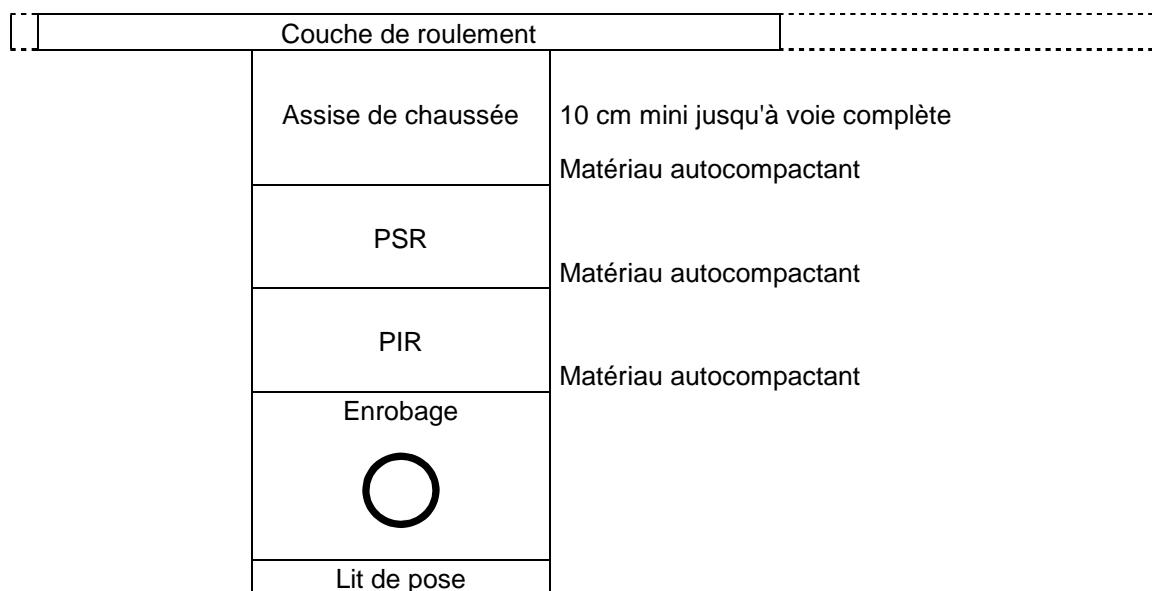 Couche de roulement
Assise de chaussée
10 cm mini jusqu'à voie complète
Matériau autocompactant
PSR
Matériau autocompactant
PIR
Matériau autocompactant
Enrobage
Lit de pose